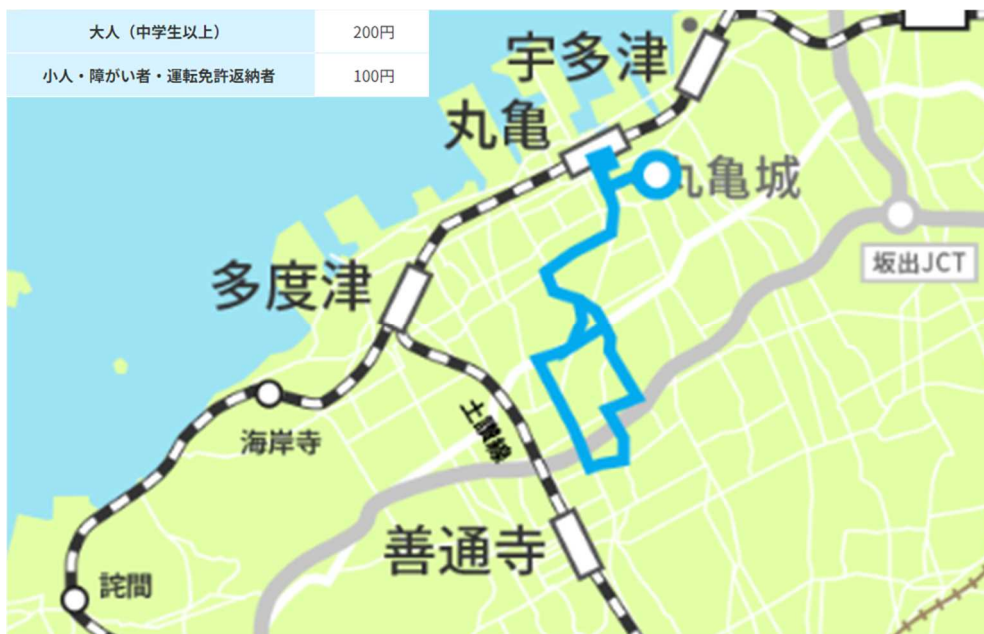 大人（中学生以上）
200円
小人・障がい者・運転免許返納者
100円
宇多津
丸亀
丸亀城
坂出JCT
多度津
土讃線
海岸寺
善通寺
詫間